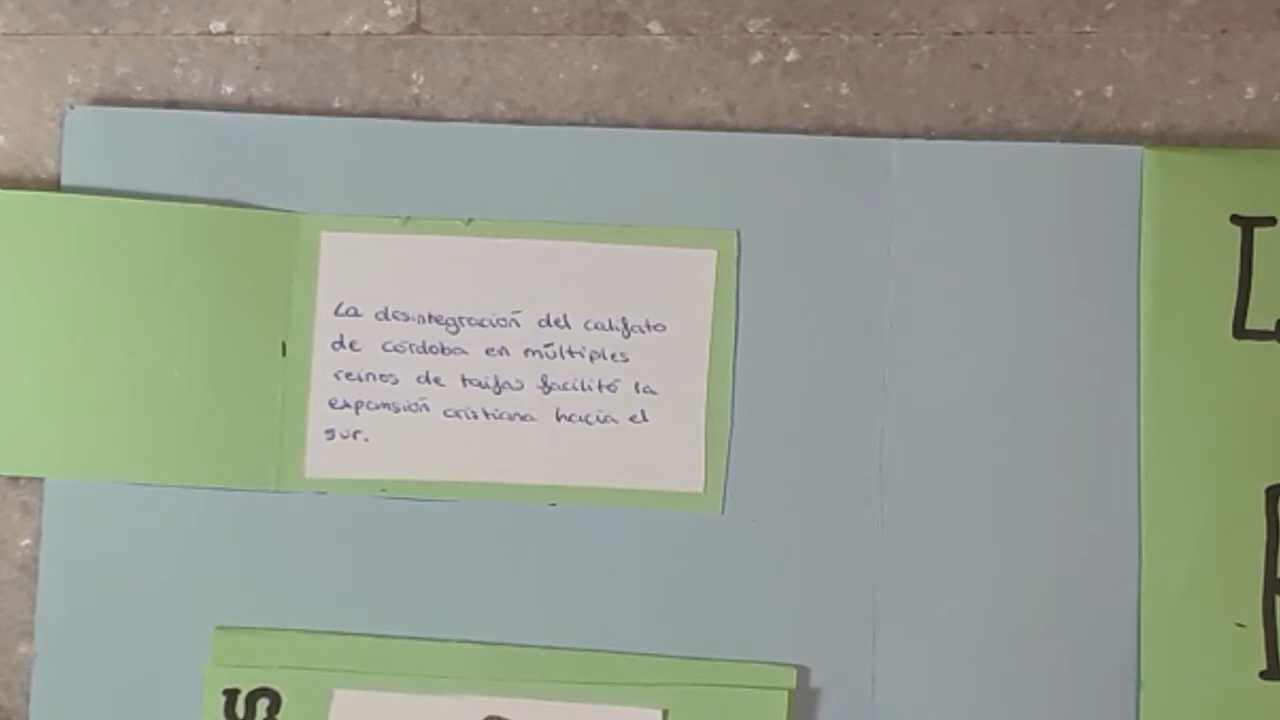 La desintegración del califato
de córdoba en múltiples
reinos de taifas facilitó la
expansión cristiana hacia el
sur.
L
S